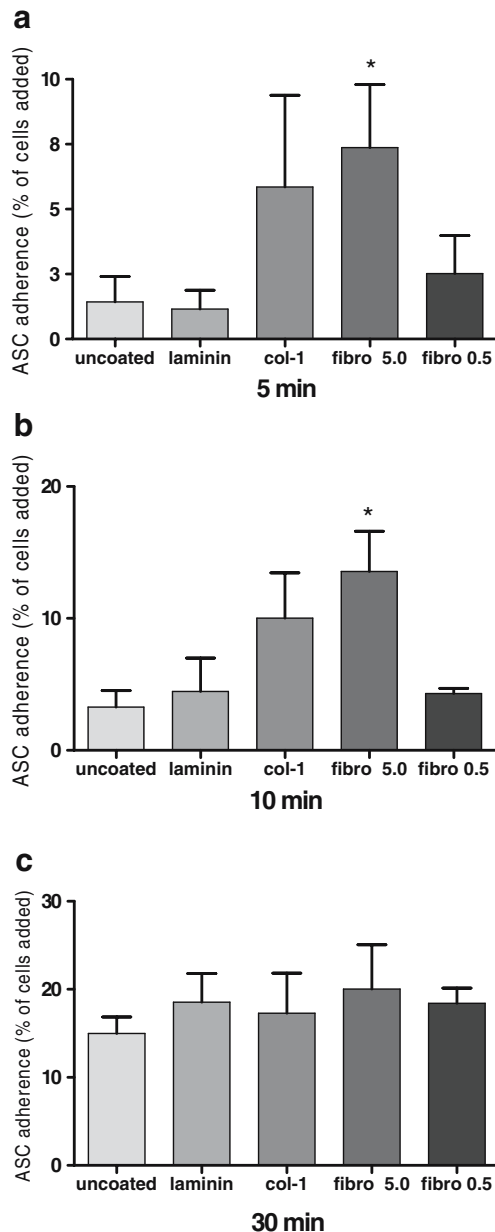 a
ASC adherence (% of cells added)
10
8
5
3
0
*
uncoated laminin col-1 fibro 5.0 fibro 0.5
5 min
b
ASC adherence (% of cells added)
20
10
0
*
uncoated laminin col-1 fibro 5.0 fibro 0.5
10 min
c
ASC adherence (% of cells added)
30
20
10
0
uncoated laminin col-1 fibro 5.0 fibro 0.5
30 min